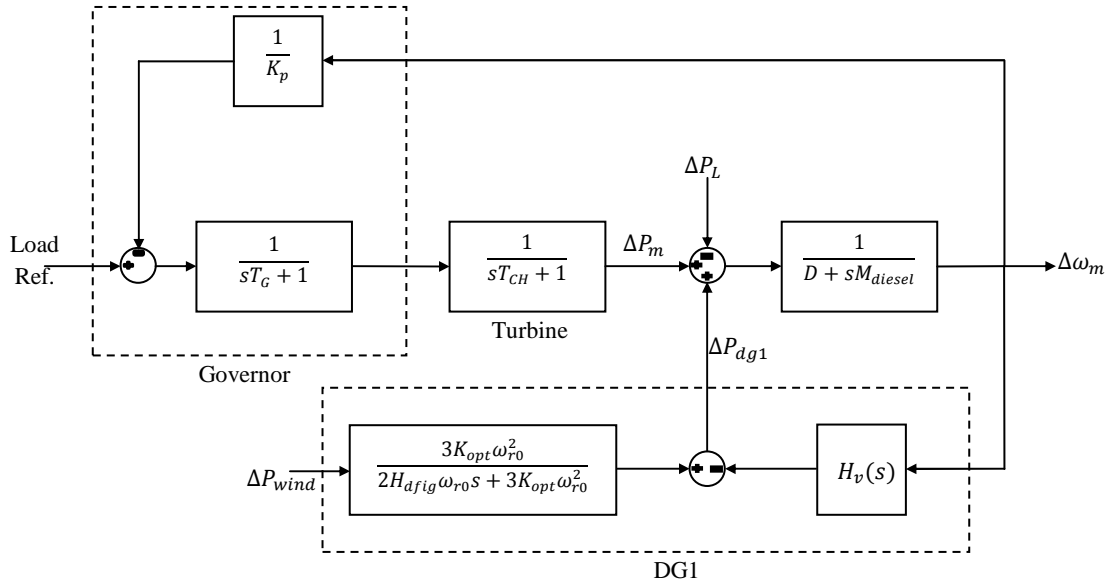 1
K_p
ΔP_L
Load
Ref.
1
sT_G + 1
1
sT_CH + 1
ΔP_m
1
D + sM_diesel
Δω_m
Turbine
Governor
ΔP_dg1
ΔP_wind
3K_opt ω_r0^2
2H_dfig ω_r0 s + 3K_opt ω_r0^2
H_v(s)
DG1